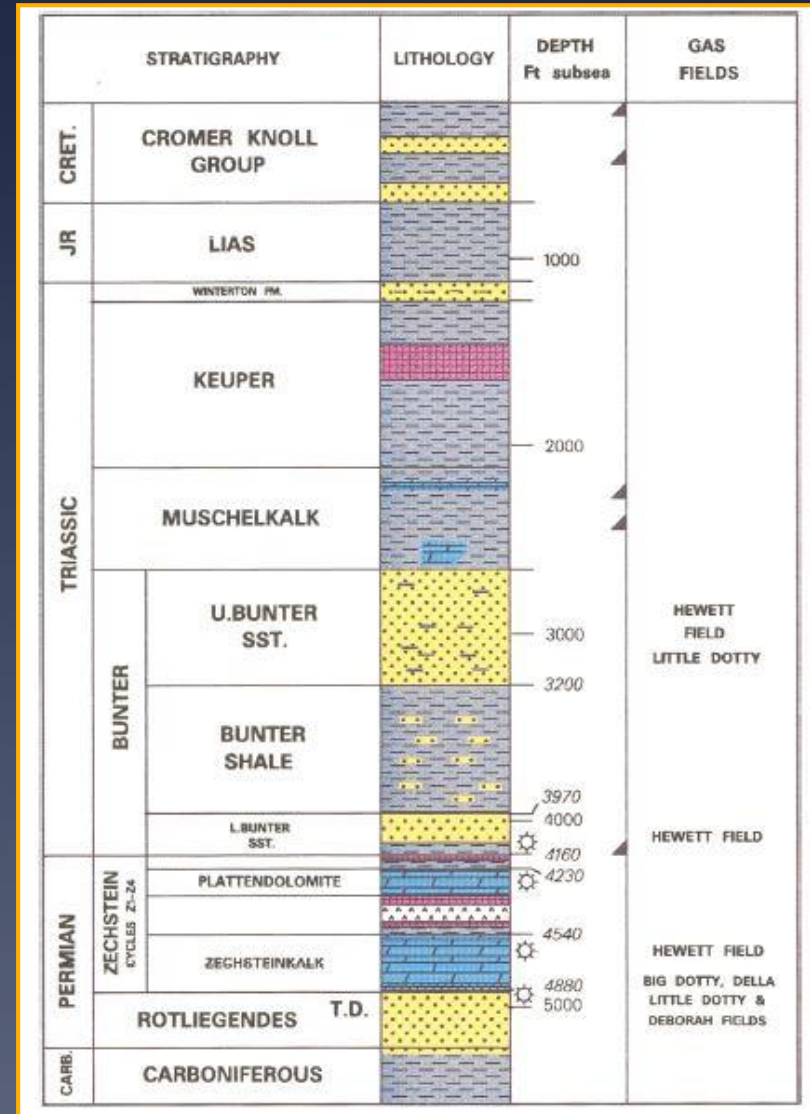 STRATIGRAPHY
LITHOLOGY
DEPTH
Ft subsea
GAS
FIELDS
CRET.
CROMER KNOLL
GROUP
JR
LIAS
1000
TRIASSIC
WINTERTON FM.
KEUPER
2000
MUSCHELKALK
BUNTER
U.BUNTER
SST.
3000
3200
HEWETT
FIELD
LITTLE DOTTY
BUNTER
SHALE
3970
4000
L.BUNTER
SST.
HEWETT FIELD
4160
PERMIAN
ZECHSTEIN
CYCLES Z1-Z4
PLATTENDOLOMITE
4230
4540
ZECHSTEINKALK
HEWETT FIELD
4880
BIG DOTTY, DELLA
LITTLE DOTTY &
DEBORAH FIELDS
ROTLIEGENDES
T.D.
5000
CARB.
CARBONIFEROUS